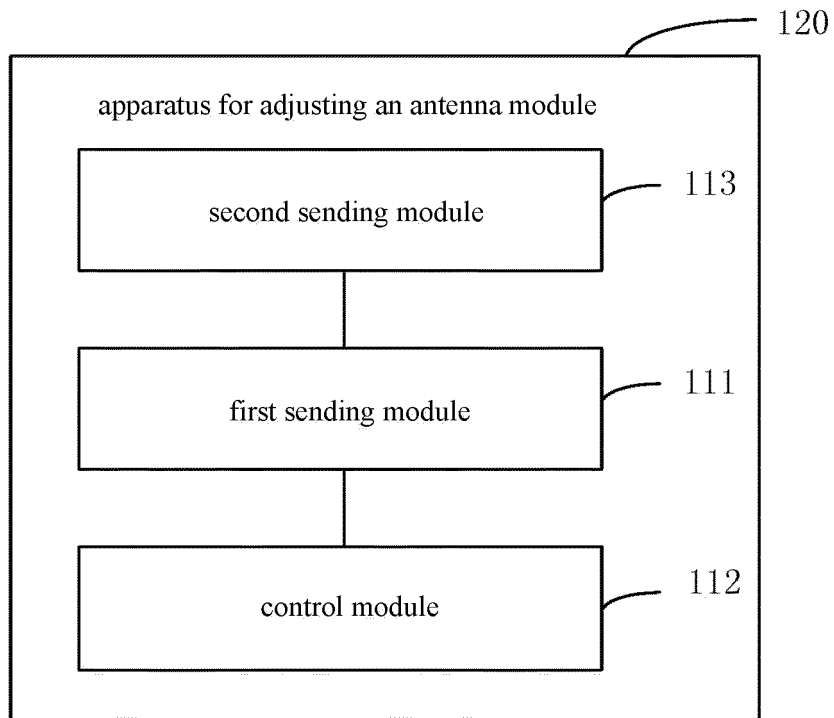 120
apparatus for adjusting an antenna module
second sending module
113
first sending module
111
control module
112